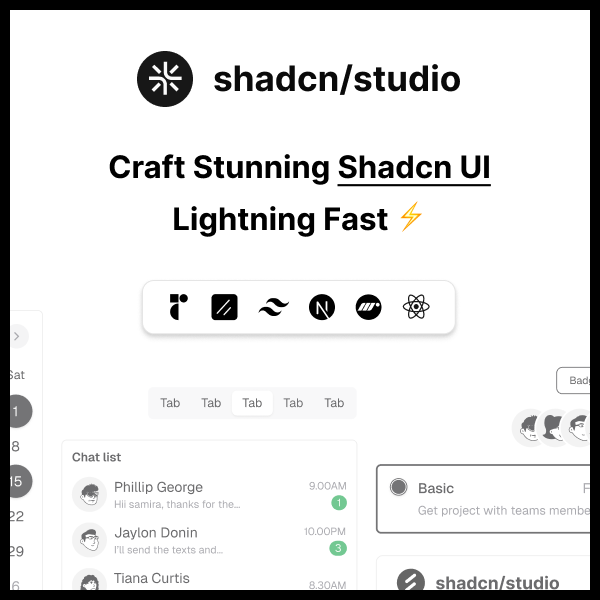 shadcn/studio
Craft Stunning Shadcn UI
Lightning Fast ⚡
Sat
1
8
15
22
29
6
Tab Tab Tab Tab Tab
Chat list
Phillip George 9.00AM
Hii samira, thanks for the... 1
Jaylon Donin 10.00PM
I'll send the texts and... 3
Tiana Curtis 8.30AM
Basic
Get project with teams
shadcn/studio